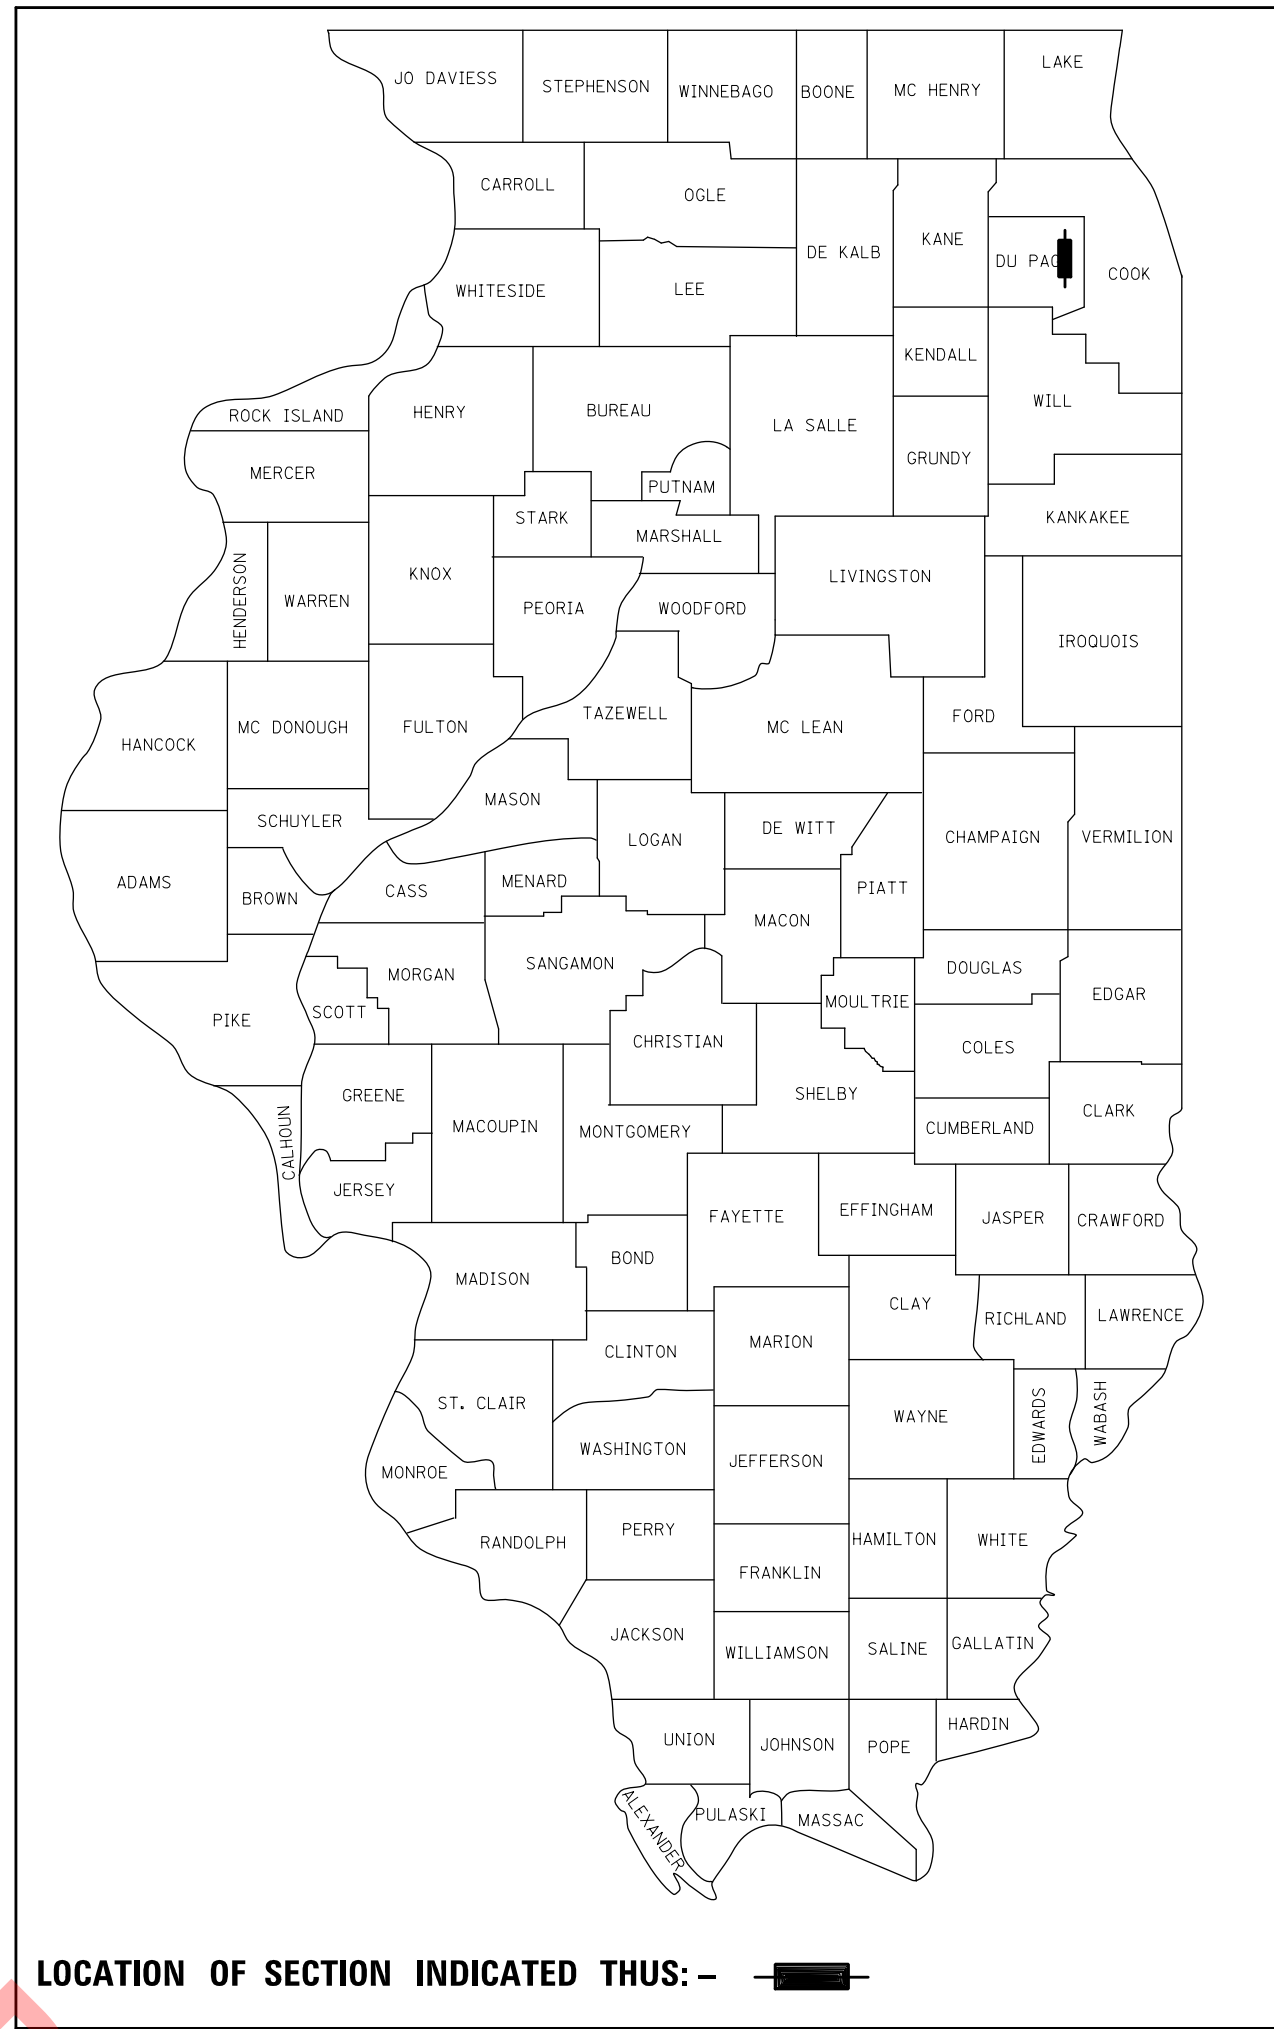 LAKE
JO DAVIESS
STEPHENSON
WINNEBAGO
BOONE
MC HENRY
CARROLL
OGLE
DE KALB
KANE
DU PAG
COOK
WHITESIDE
LEE
KENDALL
ROCK ISLAND
HENRY
BUREAU
LA SALLE
WILL
MERCER
PUTNAM
GRUNDY
STARK
MARSHALL
KANKAKEE
HENDERSON
WARREN
KNOX
PEORIA
WOODFORD
LIVINGSTON
IROQUOIS
HANCOCK
MC DONOUGH
FULTON
TAZEWELL
MC LEAN
FORD
SCHUYLER
MASON
LOGAN
DE WITT
CHAMPAIGN
VERMILION
ADAMS
BROWN
CASS
MENARD
PIATT
MACON
PIKE
SCOTT
MORGAN
SANGAMON
CHRISTIAN
MOULTRIE
DOUGLAS
EDGAR
COLES
CALHOUN
GREENE
MACOUPIN
MONTGOMERY
SHELBY
CUMBERLAND
CLARK
JERSEY
FAYETTE
EFFINGHAM
JASPER
CRAWFORD
MADISON
BOND
CLAY
RICHLAND
LAWRENCE
CLINTON
MARION
ST. CLAIR
WAYNE
EDWARDS
WABASH
MONROE
WASHINGTON
JEFFERSON
RANDOLPH
PERRY
HAMILTON
WHITE
FRANKLIN
JACKSON
WILLIAMSON
SALINE
GALLATIN
UNION
JOHNSON
POPE
HARDIN
ALEXANDER
PULASKI
MASSAC
LOCATION OF SECTION INDICATED THUS: –